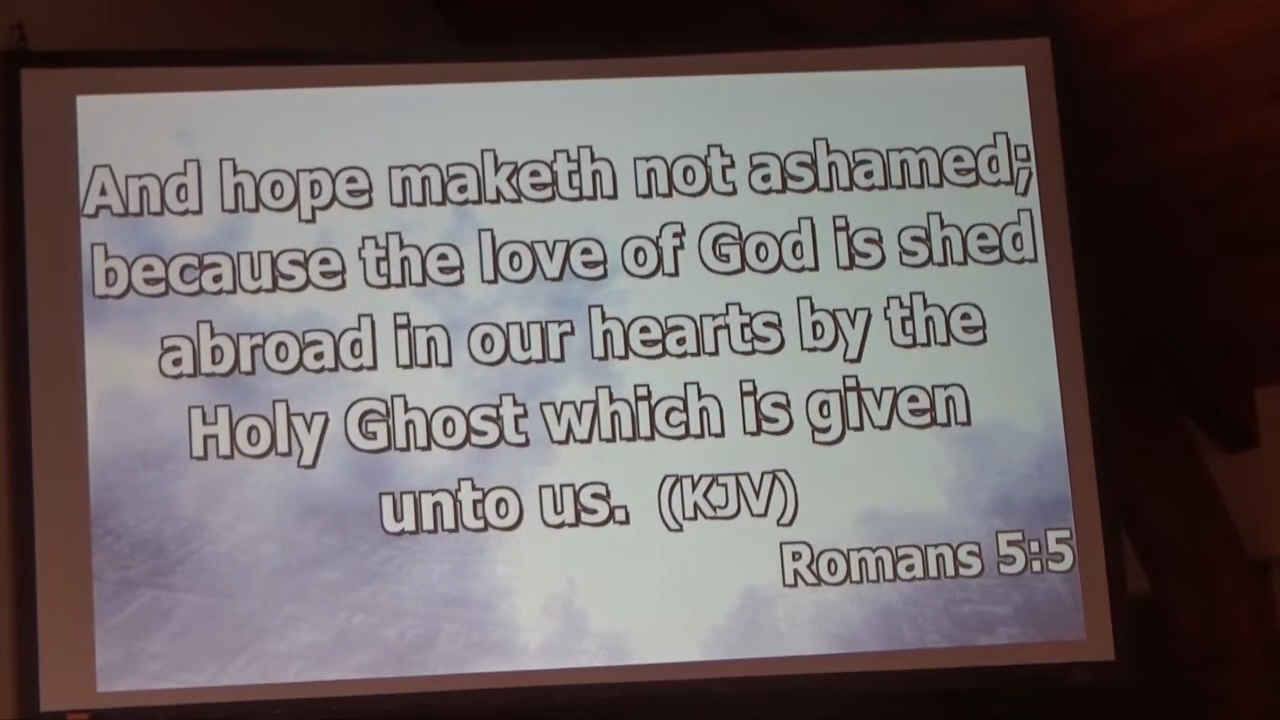 And hope maketh not ashamed;
because the love of God is shed
abroad in our hearts by the
Holy Ghost which is given
unto us. (KJV)
Romans 5:5